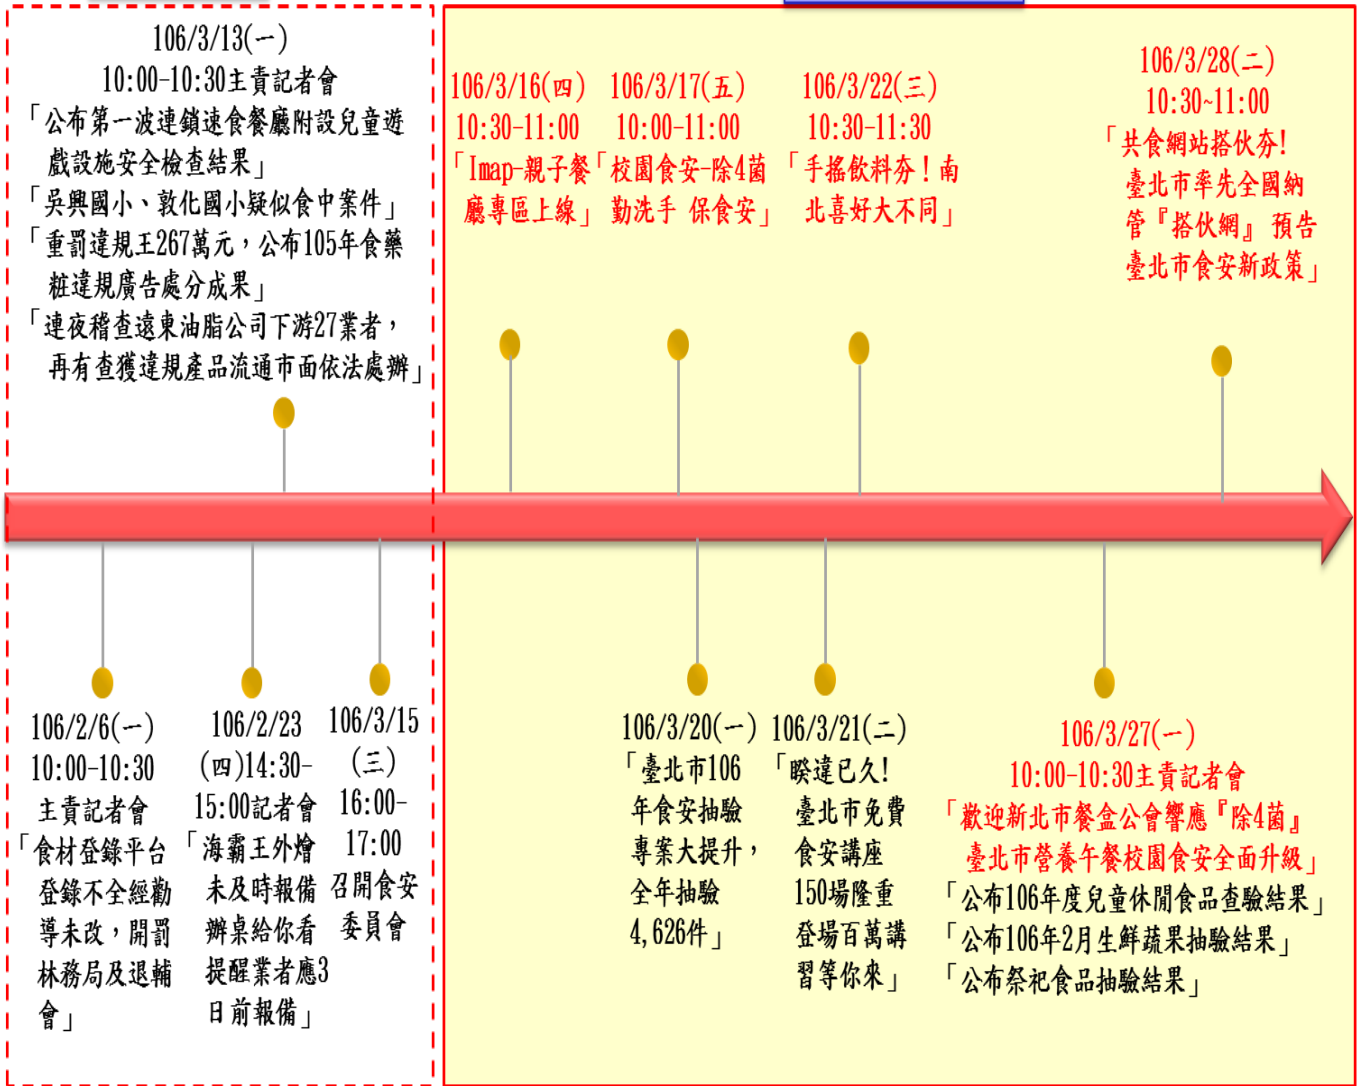 106/3/13(一)
10:00-10:30主責記者會
「公布第一波連鎖速食餐廳附設兒童遊
戲設施安全檢查結果」
「吳興國小、敦化國小疑似食中案件」
「重罰違規王267萬元，公布105年食藥
粧違規廣告處分成果」
「連夜稽查遠東油脂公司下游27業者，
再有查獲違規產品流通市面依法處辦」
106/3/16(四)
10:30-11:00
「Imap-親子餐
廳專區上線」
106/3/17(五)
10:00-11:00
「校園食安-除4菌
勤洗手 保食安」
106/3/22(三)
10:30-11:30
「手搖飲料夯！南
北喜好大不同」
106/3/28(二)
10:30~11:00
「共食網站搭伙夯!
臺北市率先全國納
管『搭伙網』 預告
臺北市食安新政策」
106/2/6(一)
10:00-10:30
主責記者會
「食材登錄平台
登錄不全經勸
導未改，開罰
林務局及退輔
會」
106/2/23
(四)14:30-
15:00記者會
「海霸王外燴
未及時報備
辦桌給你看
提醒業者應3
日前報備」
106/3/15
(三)
16:00-
17:00
召開食安
委員會
106/3/20(一)
「臺北市106
年食安抽驗
專案大提升，
全年抽驗
4,626件」
106/3/21(二)
「睽違已久!
臺北市免費
食安講座
150場隆重
登場百萬講
習等你來」
106/3/27(一)
10:00-10:30主責記者會
「歡迎新北市餐盒公會響應『除4菌』
臺北市營養午餐校園食安全面升級」
「公布106年度兒童休閒食品查驗結果」
「公布106年2月生鮮蔬果抽驗結果」
「公布祭祀食品抽驗結果」